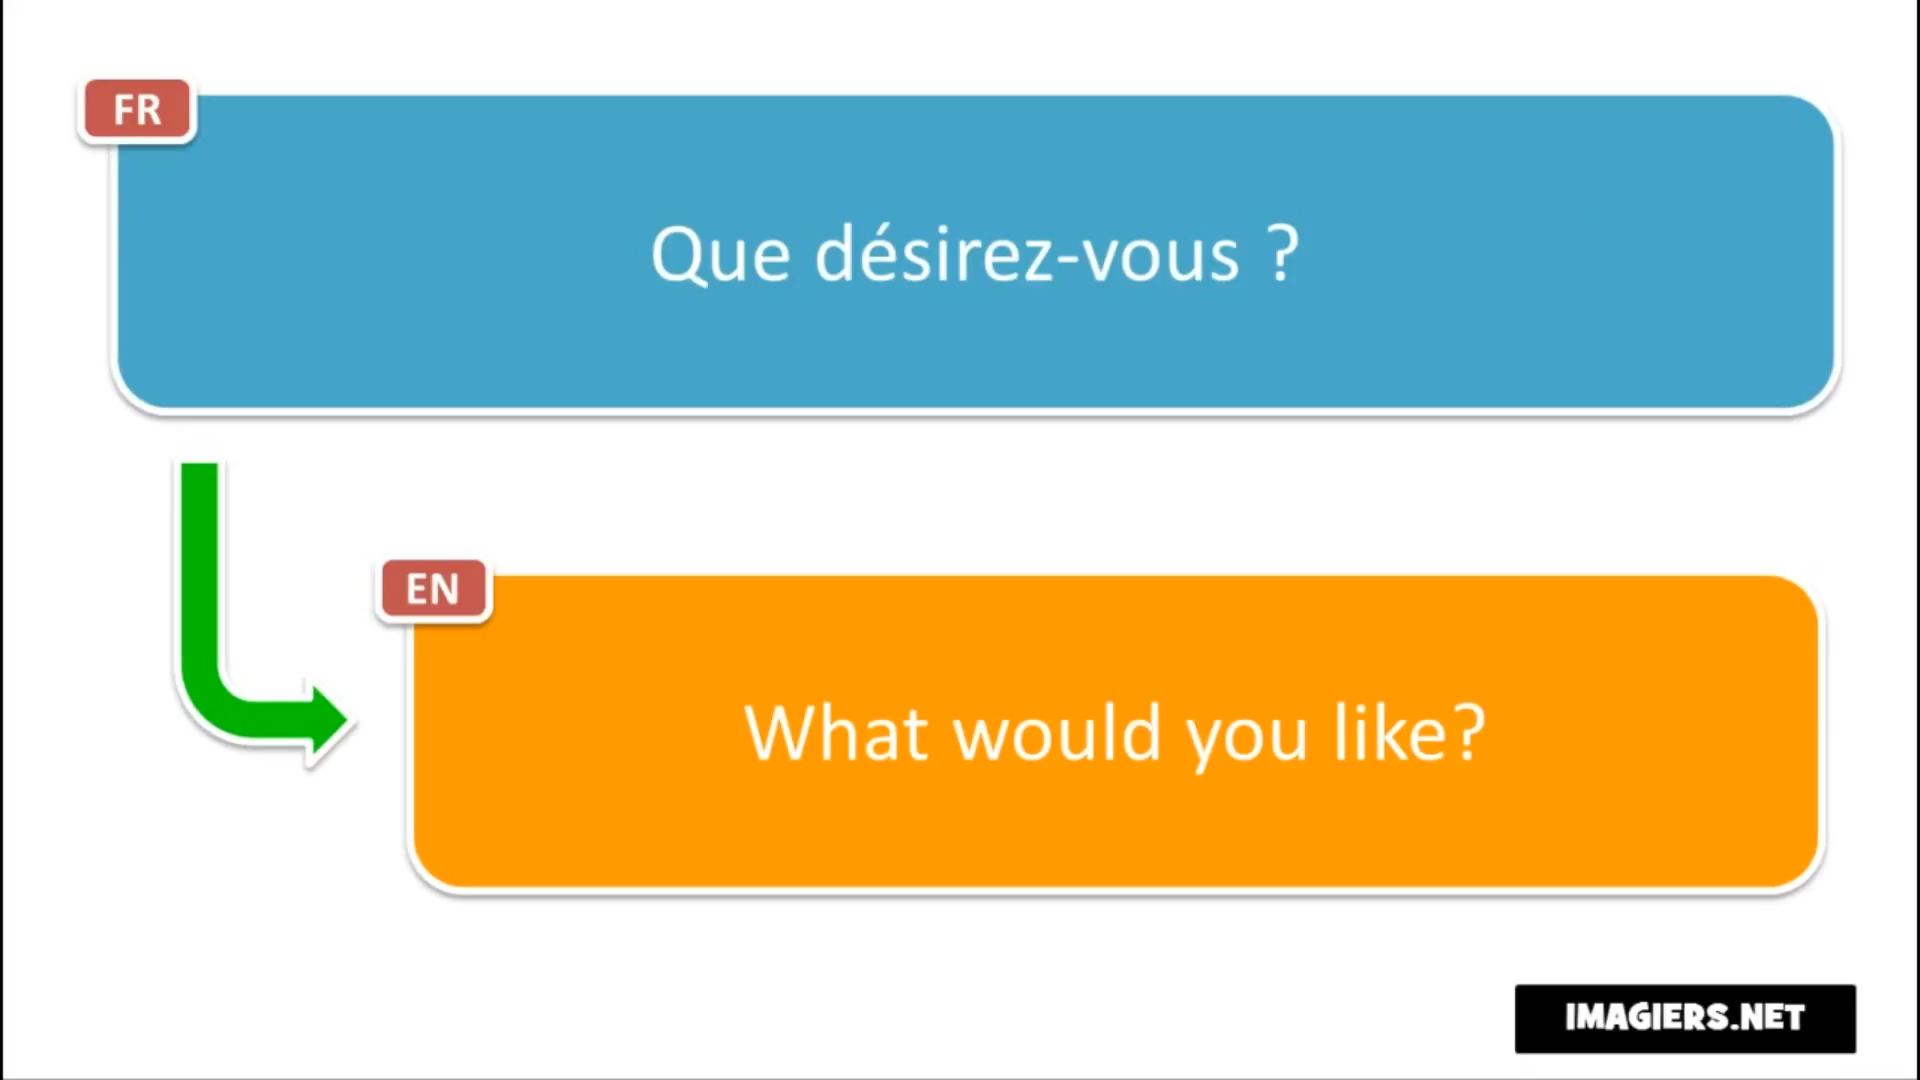 FR
Que désirez-vous ?
EN
What would you like?
IMAGIERS.NET